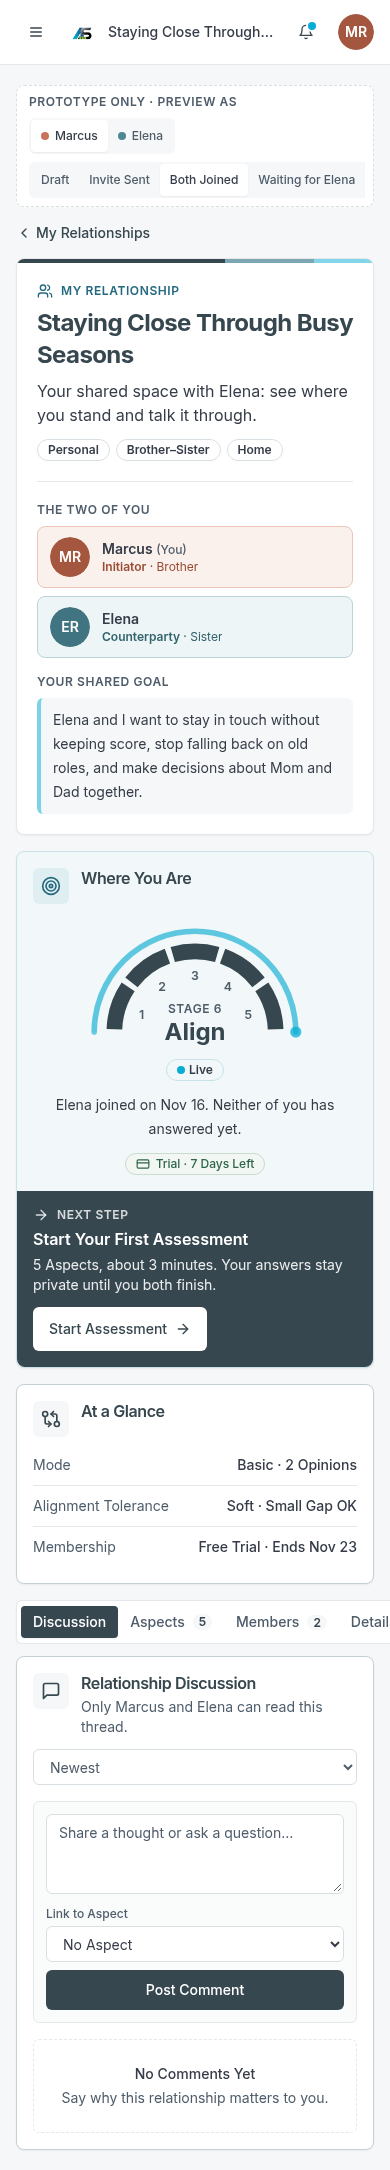 Staying Close Through...
MR
PROTOTYPE ONLY · PREVIEW AS
Marcus
Elena
Draft
Invite Sent
Both Joined
Waiting for Elena
My Relationships
MY RELATIONSHIP
Staying Close Through Busy
Seasons
Your shared space with Elena: see where
you stand and talk it through.
Personal
Brother–Sister
Home
THE TWO OF YOU
MR
Marcus (You)
Initiator · Brother
ER
Elena
Counterparty · Sister
YOUR SHARED GOAL
Elena and I want to stay in touch without
keeping score, stop falling back on old
roles, and make decisions about Mom and
Dad together.
Where You Are
1
2
3
4
5
STAGE 6
Align
Live
Elena joined on Nov 16. Neither of you has
answered yet.
Trial · 7 Days Left
NEXT STEP
Start Your First Assessment
5 Aspects, about 3 minutes. Your answers stay
private until you both finish.
Start Assessment
At a Glance
Mode
Basic · 2 Opinions
Alignment Tolerance
Soft · Small Gap OK
Membership
Free Trial · Ends Nov 23
Discussion
Aspects 5
Members 2
Detail
Relationship Discussion
Only Marcus and Elena can read this
thread.
Newest
Share a thought or ask a question...
Link to Aspect
No Aspect
Post Comment
No Comments Yet
Say why this relationship matters to you.